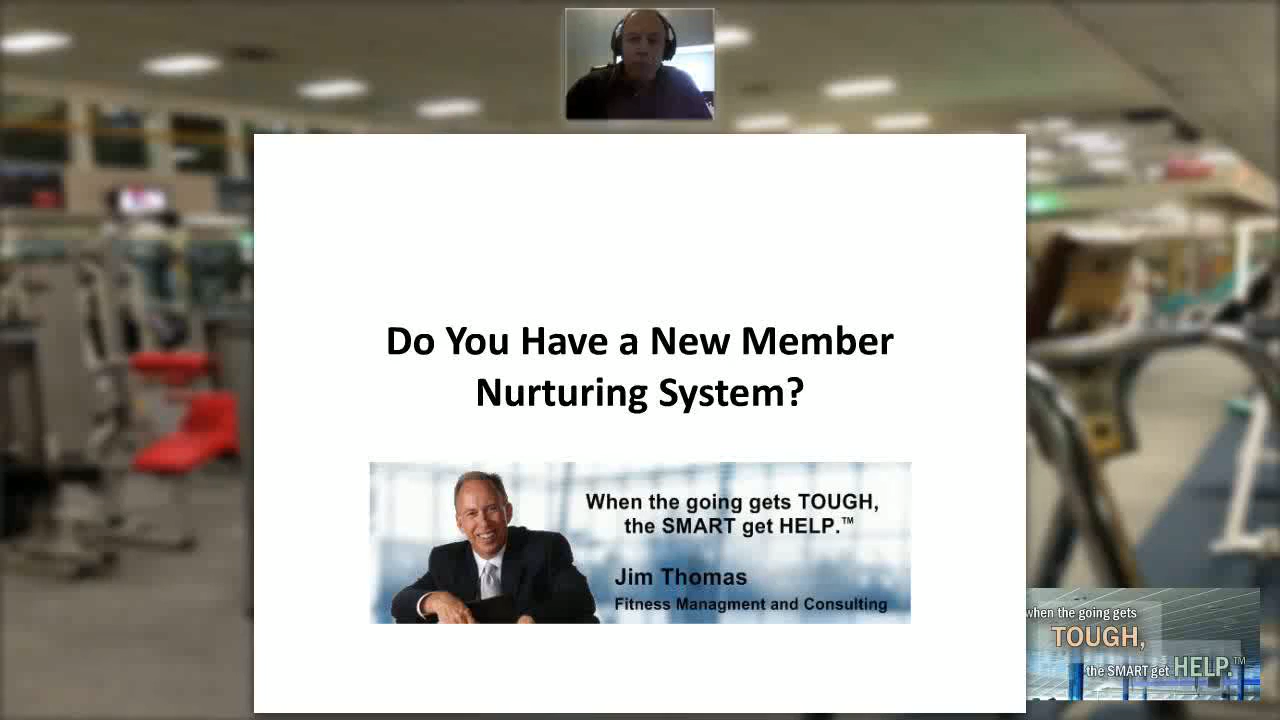 Do You Have a New Member
Nurturing System?
When the going gets TOUGH,
the SMART get HELP.™
Jim Thomas
Fitness Managment and Consulting
when the going gets
TOUGH,
the SMART get HELP.™